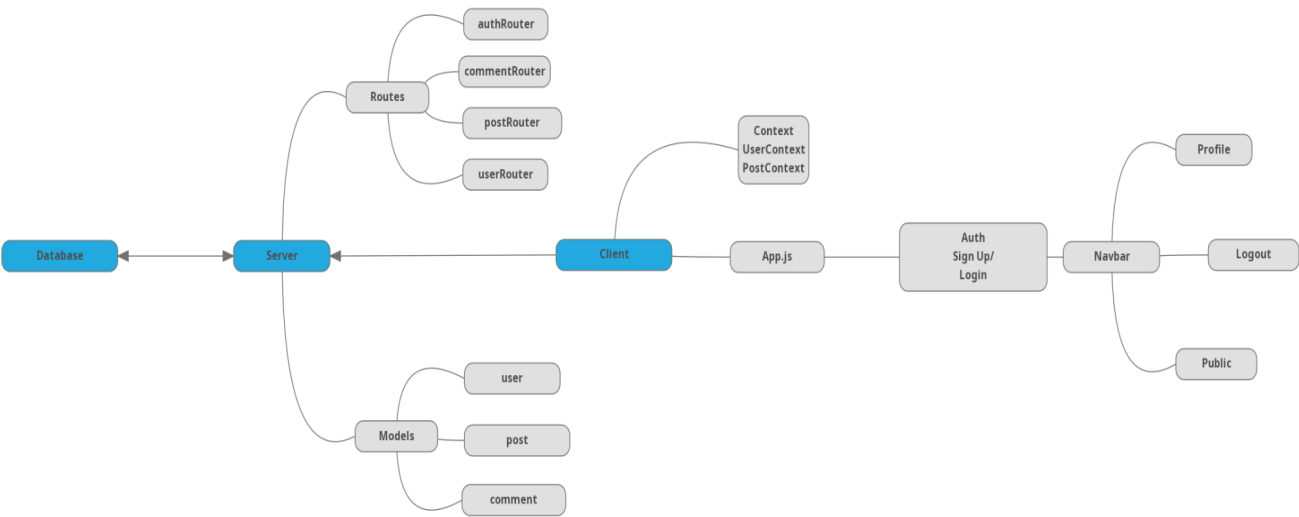 authRouter
commentRouter
Routes
postRouter
userRouter
Context
UserContext
PostContext
Profile
Database
Server
Client
App.js
Auth
Sign Up/
Login
Navbar
Logout
Public
user
Models
post
comment